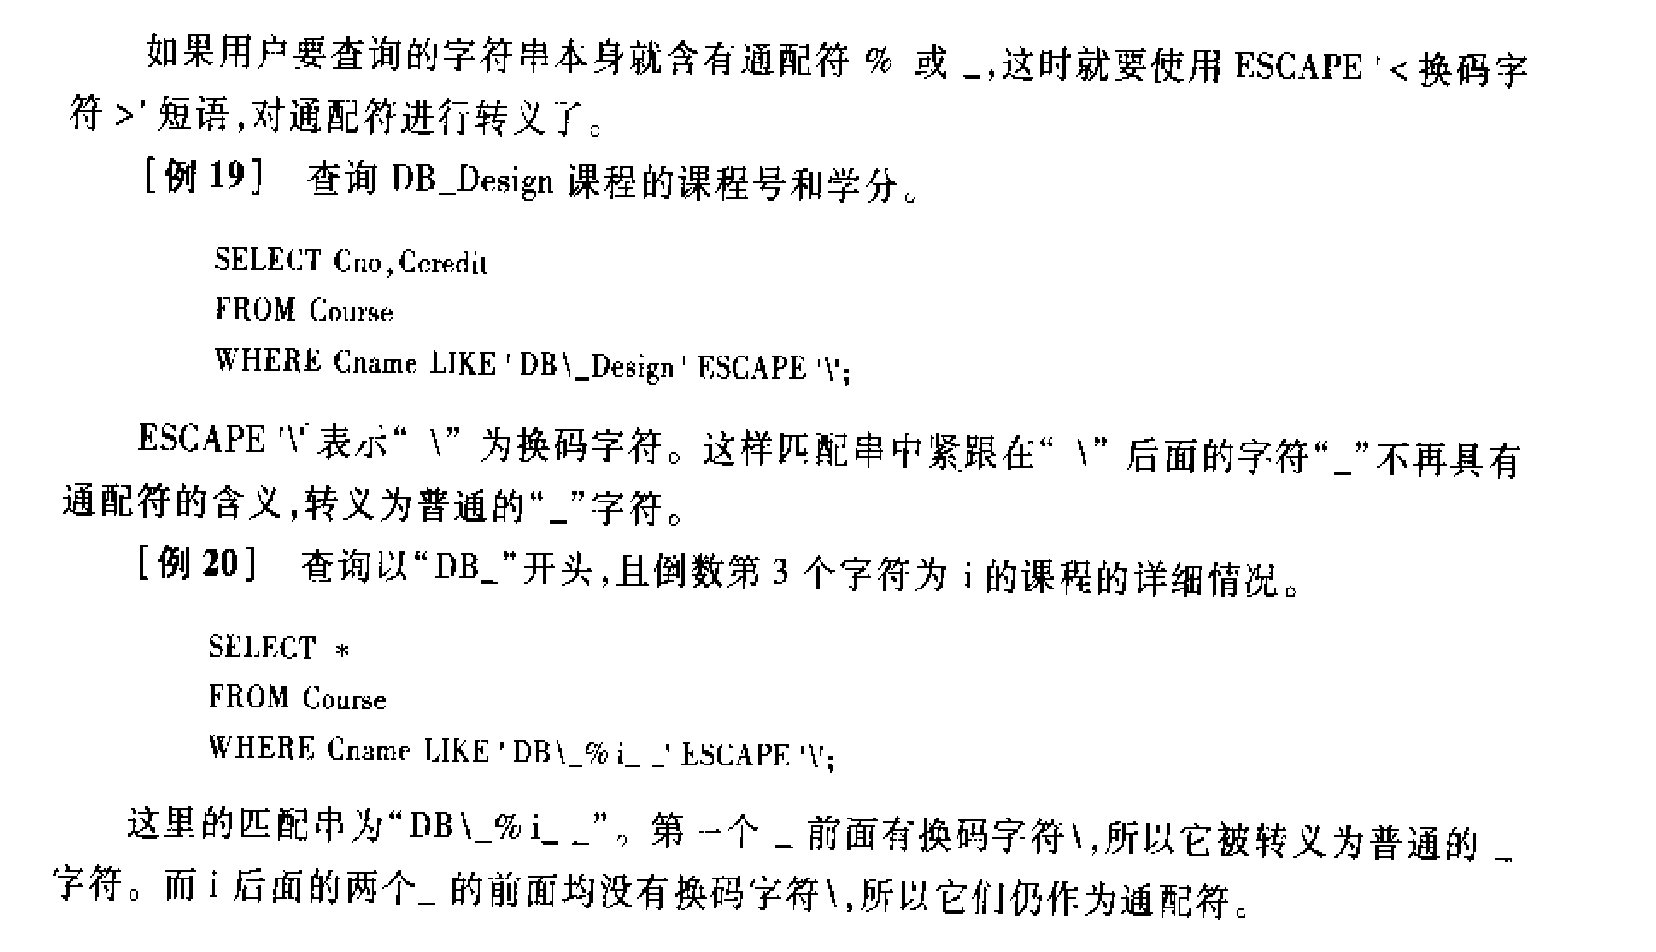 如果用户要查询的字符串本身就含有通配符 % 或 _,这时就要使用 ESCAPE '<换码字
符>' 短语,对通配符进行转义了。
[例 19] 查询 DB_Design 课程的课程号和学分。
SELECT Cno,Ccredit
FROM Course
WHERE Cname LIKE 'DB\_Design' ESCAPE '\';
ESCAPE '\' 表示“ \” 为换码字符。这样匹配串中紧跟在“ \” 后面的字符“_”不再具有
通配符的含义,转义为普通的“_”字符。
[例 20] 查询以“DB_”开头,且倒数第 3 个字符为 i 的课程的详细情况。
SELECT *
FROM Course
WHERE Cname LIKE 'DB\_% i_ _' ESCAPE '\';
这里的匹配串为“DB\_% i_ _”。第一个 _ 前面有换码字符\,所以它被转义为普通的 _
字符。而 i 后面的两个_ 的前面均没有换码字符\,所以它们仍作为通配符。